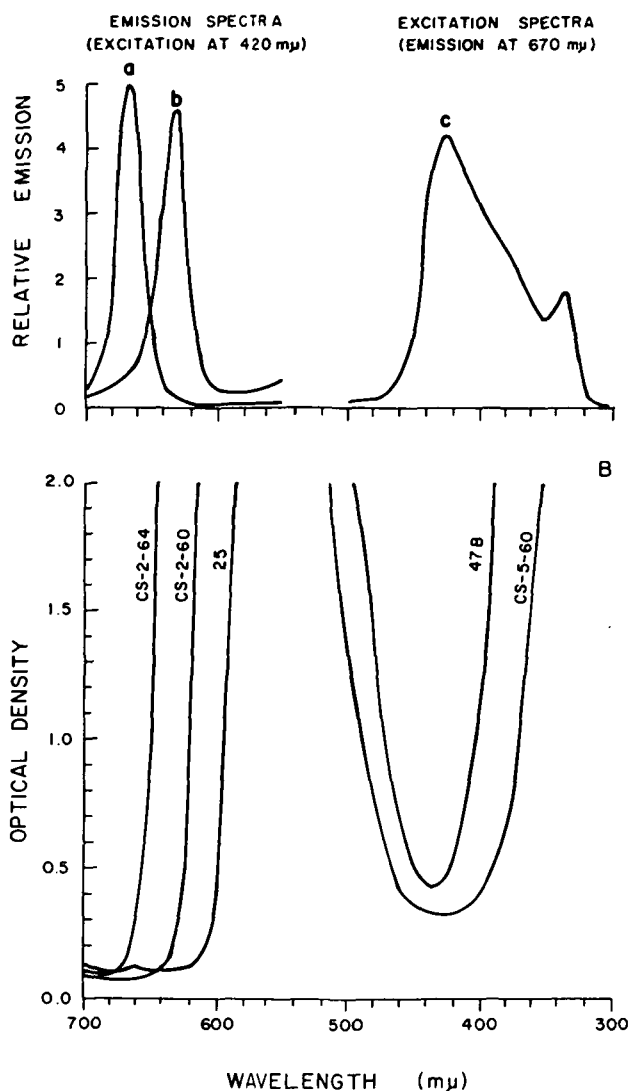 EMISSION SPECTRA
(EXCITATION AT 420 mμ)
EXCITATION SPECTRA
(EMISSION AT 670 mμ)
a
b
c
RELATIVE EMISSION
5
4
3
2
1
0
B
OPTICAL DENSITY
2.0
1.5
1.0
0.5
0.0
CS-2-64
CS-2-60
25
47B
CS-5-60
700 600 500 400 300
WAVELENGTH (mμ)